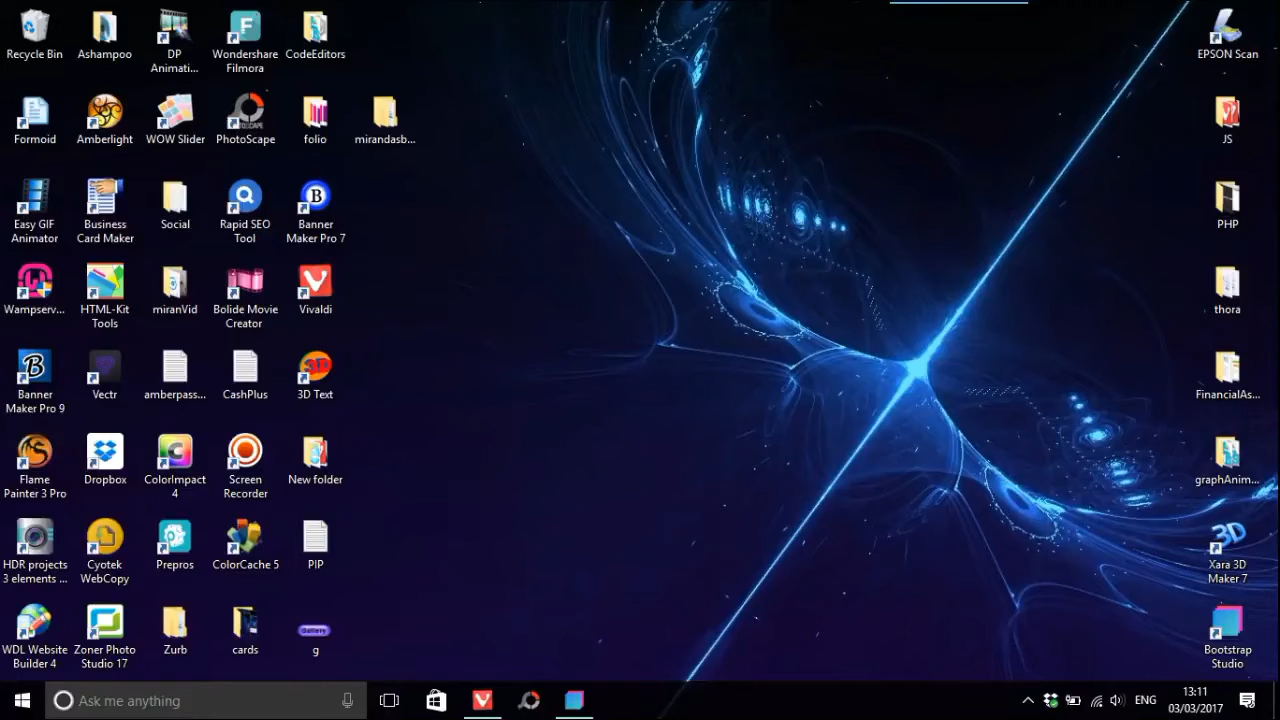 Recycle Bin
Ashampoo
DP
Animati...
Wondershare
Filmora
CodeEditors
EPSON Scan
Formoid
Amberlight
WOW Slider
PhotoScape
folio
mirandasb...
JS
Easy GIF
Animator
Business
Card Maker
Social
Rapid SEO
Tool
Banner
Maker Pro 7
PHP
Wampserv...
HTML-Kit
Tools
miranVid
Bolide Movie
Creator
Vivaldi
thora
Banner
Maker Pro 9
Vectr
amberpass...
CashPlus
3D
3D Text
FinancialAs...
Flame
Painter 3 Pro
Dropbox
ColorImpact
4
Screen
Recorder
New folder
graphAnim...
HDR projects
3 elements ...
Cyotek
WebCopy
Prepros
ColorCache 5
PIP
3D
Xara 3D
Maker 7
WDL Website
Builder 4
Zoner Photo
Studio 17
Zurb
cards
Gallery
g
Bootstrap
Studio
Ask me anything
ENG
13:11
03/03/2017